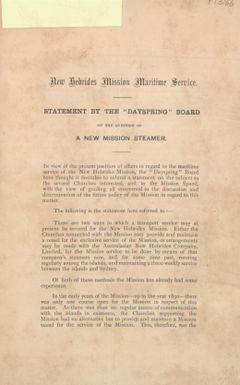 New Hebrides Mission Maritime Service.
STATEMENT BY THE "DAYSPRING" BOARD
ON THE QUESTION OF
A NEW MISSION STEAMER.
In view of the present position of affairs in regard to the maritime
service of the New Hebrides Mission, the "Dayspring" Board
have thought it desirable to submit a statement on the subject to
the several Churches interested, and to the Mission Synod,
with the view of guiding all concerned in the discussion and
determination of the future policy of the Mission in regard to this
matter.
The following is the statement here referred to:—
There are two ways in which a transport service may at
present be secured for the New Hebrides Mission. Either the
Churches connected with the Mission may provide and maintain
a vessel for the exclusive service of the Mission, or arrangements
may be made with the Australasian New Hebrides Company,
Limited, for the Mission service to be done by means of that
company's steamers now, and for some time past, running
regularly among the islands, and maintaining a three-weekly service
between the islands and Sydney.
Of both of these methods the Mission has already had some
experience.
In the early years of the Mission—up to the year 1890—there
was only one course open for the Mission in respect of this
matter. As there was then no regular means of communication
with the islands in existence, the Churches supporting the
Mission had no alternative but to provide and maintain a Mission
vessel for the service of the Mission. This, therefore, was the